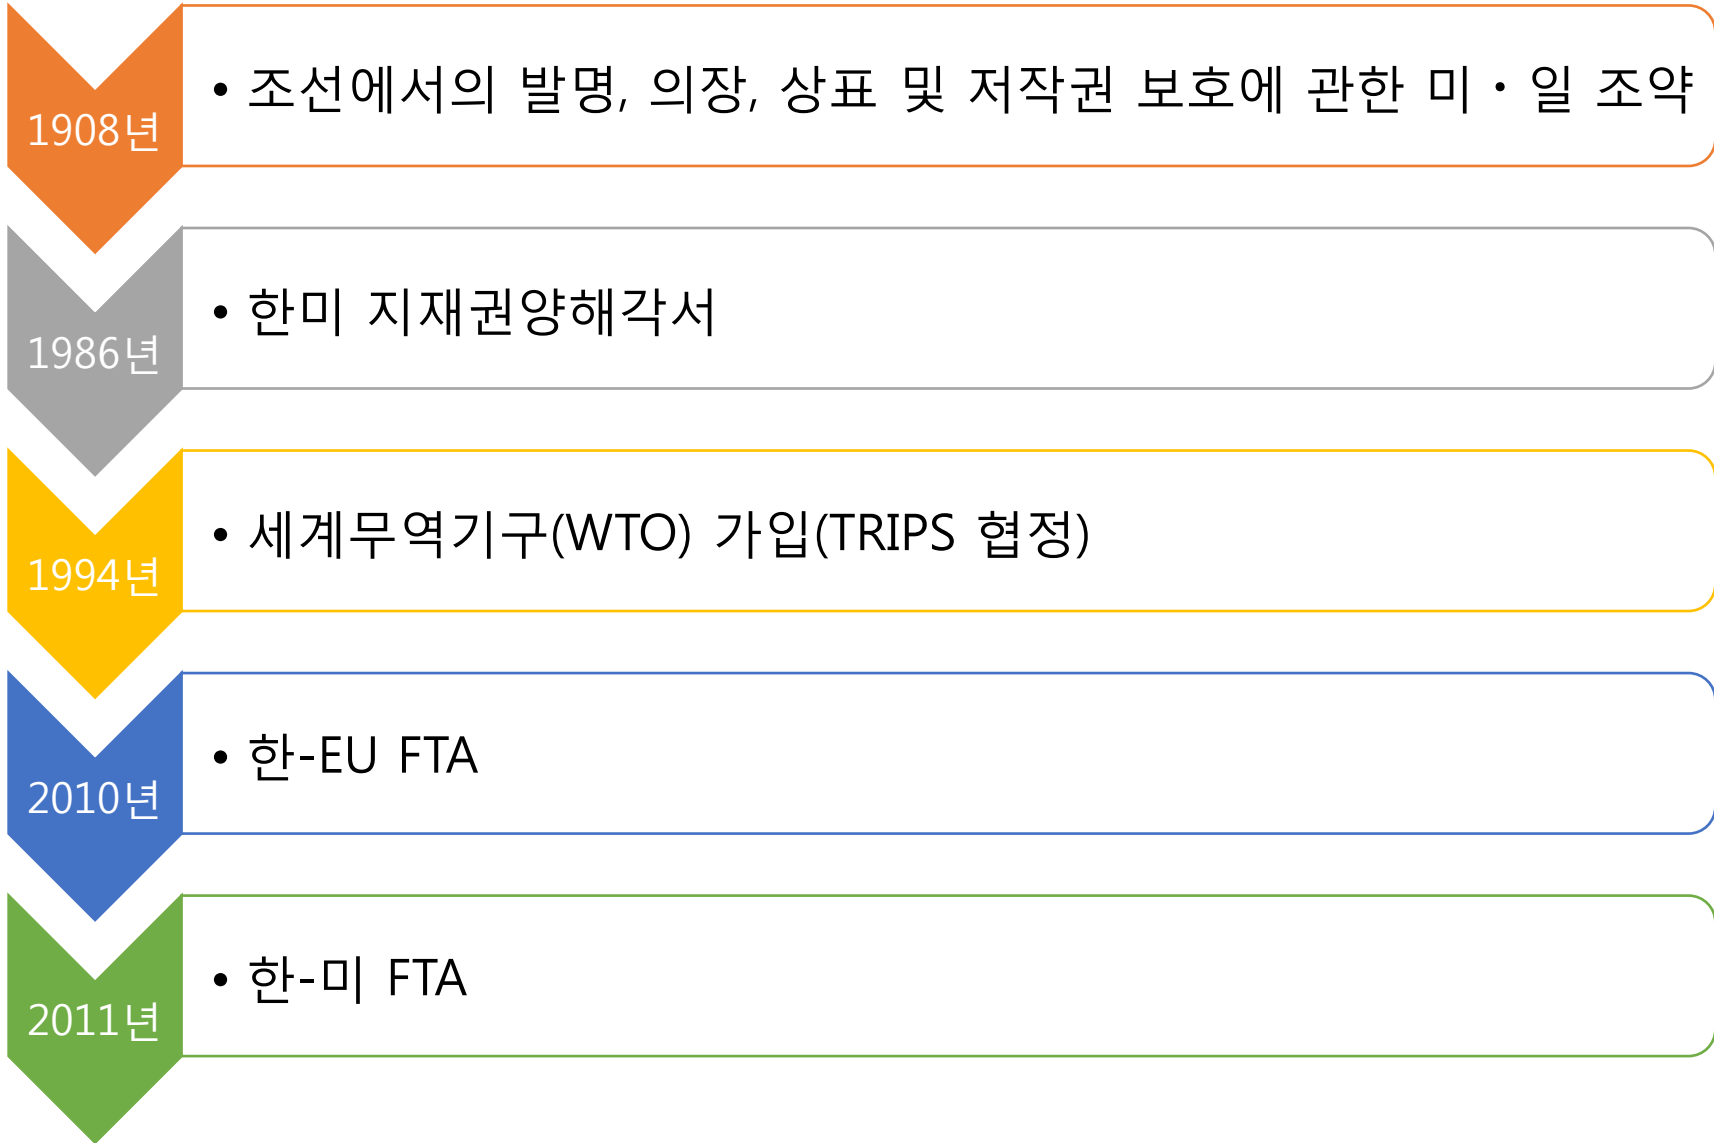 1908년
• 조선에서의 발명, 의장, 상표 및 저작권 보호에 관한 미・일 조약
1986년
• 한미 지재권양해각서
1994년
• 세계무역기구(WTO) 가입(TRIPS 협정)
2010년
• 한-EU FTA
2011년
• 한-미 FTA